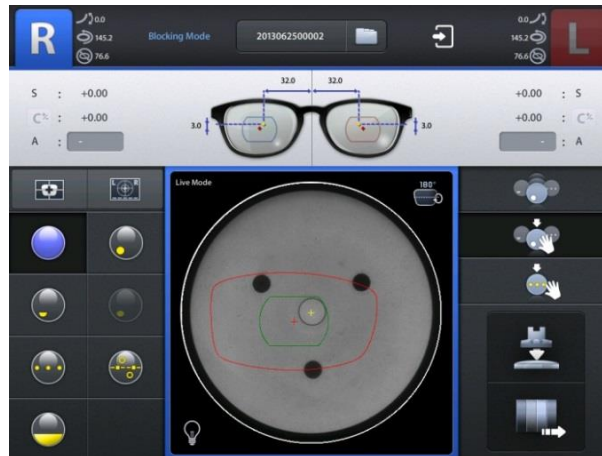 R
0.0
145.2
76.6
Blocking Mode
2013062500002
0.0
145.2
76.6
L
S : +0.00
C : +0.00
A : -
32.0 32.0
3.0 3.0
+0.00 : S
+0.00 : C
- : A
L R
Live Mode
180°